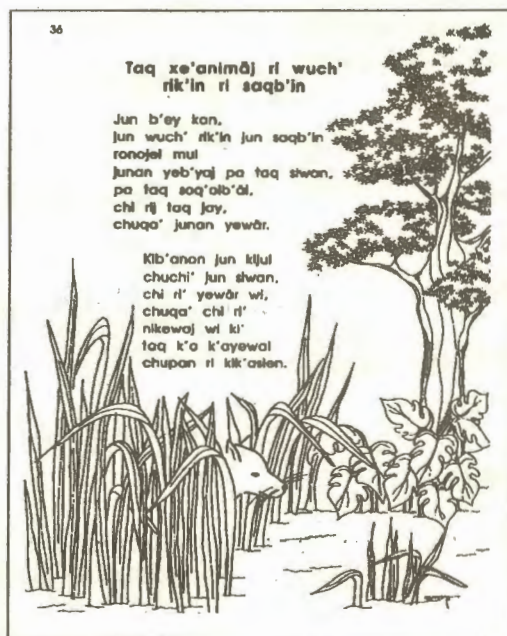 36
Taq xe'animäj ri wuch'
rik'in ri saqb'in
Jun b'ey kan,
jun wuch' rik'in jun saqb'in
ronojel mul
junan yeb'yaj pa taq siwan,
pa taq soq'olb'äl,
chi rij taq jay,
chuqa' junan yewär.
Kib'anon jun kijul
chuchi' jun siwan,
chi ri' yewär wi,
chuqa' chi ri'
nikewaj wi ki'
taq k'o k'ayewal
chupan ri kik'aslen.